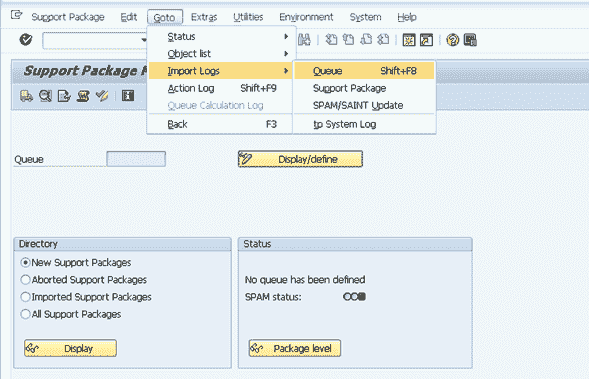 Support Package Edit Goto Extras Utilities Environment System Help
Status
Object list
Import Logs
Action Log Shift+F9
Queue Calculation Log
Back F3
Queue Shift+F8
Support Package
SPAM/SAINT Update
tp System Log
Support Package
Queue
Display/define
Directory
New Support Packages
Aborted Support Packages
Imported Support Packages
All Support Packages
Display
Status
No queue has been defined
SPAM status:
Package level